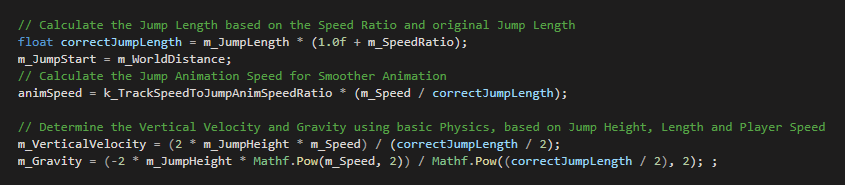 // Calculate the Jump Length based on the Speed Ratio and original Jump Length
float correctJumpLength = m_JumpLength * (1.0f + m_SpeedRatio);
m_JumpStart = m_WorldDistance;
// Calculate the Jump Animation Speed for Smoother Animation
animSpeed = k_TrackSpeedToJumpAnimSpeedRatio * (m_Speed / correctJumpLength);
// Determine the Vertical Velocity and Gravity using basic Physics, based on Jump Height, Length and Player Speed
m_VerticalVelocity = (2 * m_JumpHeight * m_Speed) / (correctJumpLength / 2);
m_Gravity = (-2 * m_JumpHeight * Mathf.Pow(m_Speed, 2)) / Mathf.Pow((correctJumpLength / 2), 2); ;